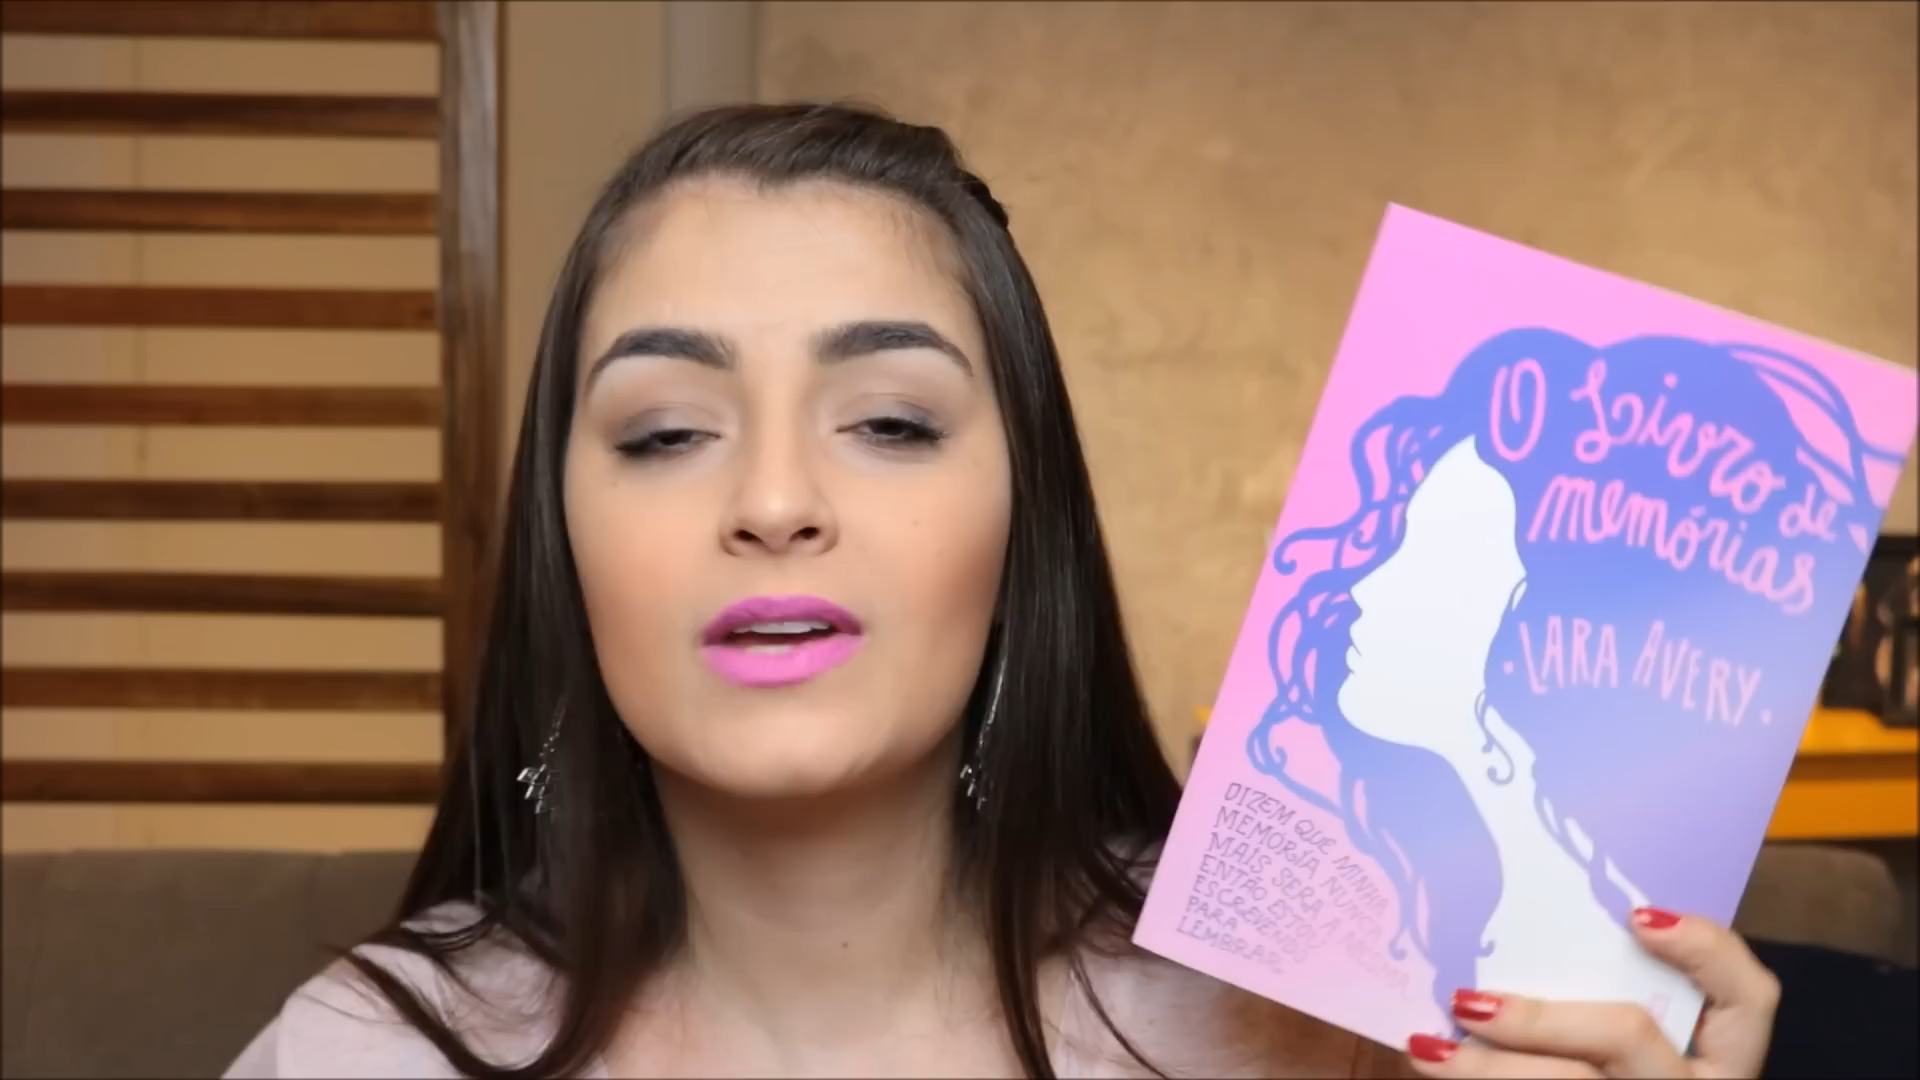 O Livro de
memórias
·LARA AVERY·
DIZEM QUE MINHA
MEMÓRIA NUNCA
MAIS SERÁ A MESMA
ENTÃO ESTOU
ESCREVENDO
PARA
LEMBRAR.